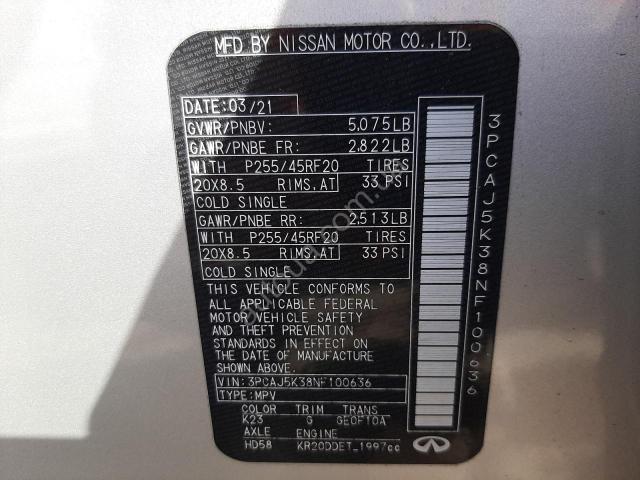 MFD BY NISSAN MOTOR CO.,LTD.
DATE: 03/21
GVWR/PNBV: 5,075LB
GAWR/PNBE FR: 2,822LB
WITH P255/45RF20 TIRES
20X8.5 RIMS,AT 33 PSI
COLD SINGLE
GAWR/PNBE RR: 2,513LB
WITH P255/45RF20 TIRES
20X8.5 RIMS,AT 33 PSI
COLD SINGLE
THIS VEHICLE CONFORMS TO
ALL APPLICABLE FEDERAL
MOTOR VEHICLE SAFETY
AND THEFT PREVENTION
STANDARDS IN EFFECT ON
THE DATE OF MANUFACTURE
SHOWN ABOVE.
VIN: 3PCAJ5K38NF100636
TYPE: MPV
COLOR TRIM TRANS
K23 G GE0F10A
AXLE ENGINE
HD58 KR20DDET_1997cc
3PCAJ5K38NF100636